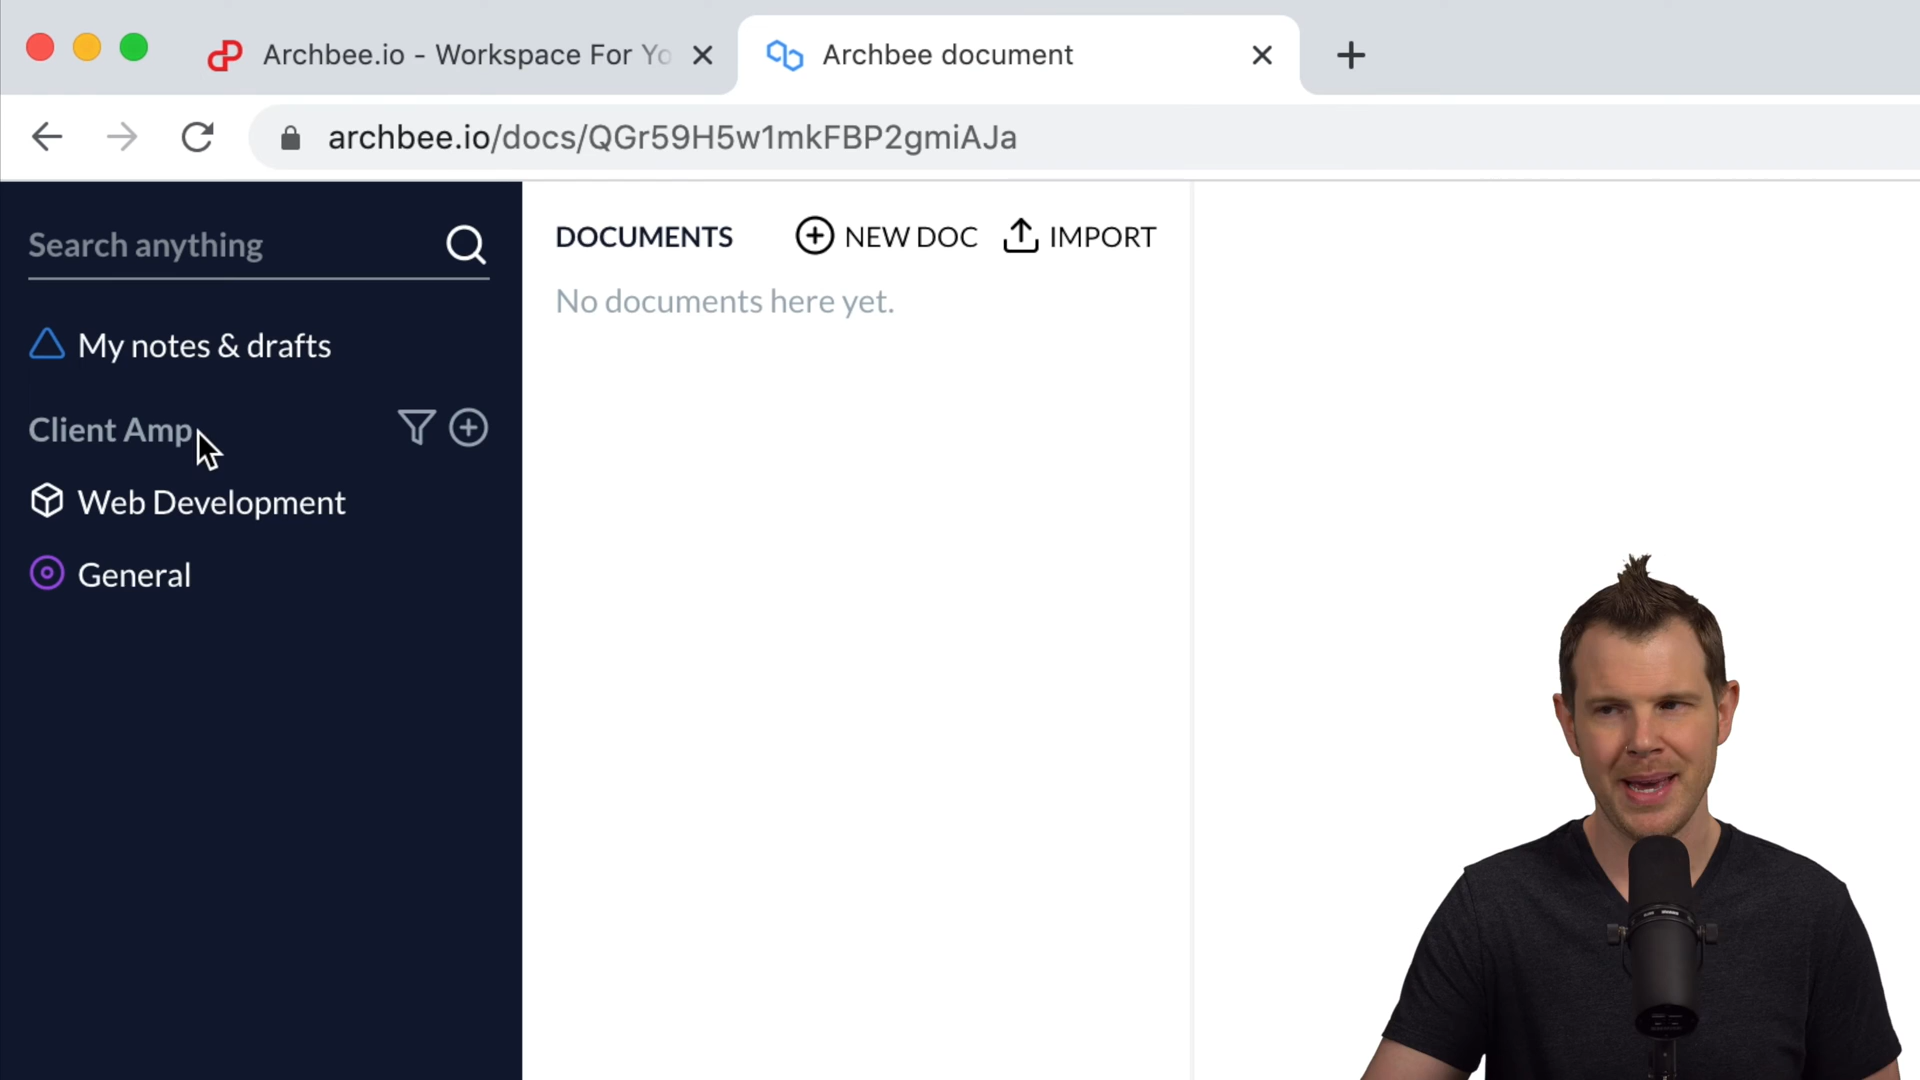 Archbee.io - Workspace For Yo
Archbee document
archbee.io/docs/QGr59H5w1mkFBP2gmiAJa
Search anything
My notes & drafts
Client Amp
Web Development
General
DOCUMENTS
NEW DOC
IMPORT
No documents here yet.